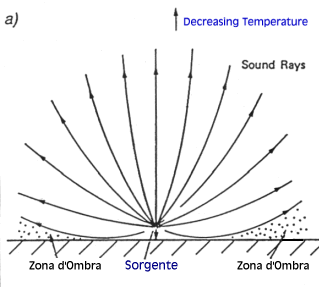 a)
Decreasing Temperature
Sound Rays
Zona d'Ombra
Sorgente
Zona d'Ombra